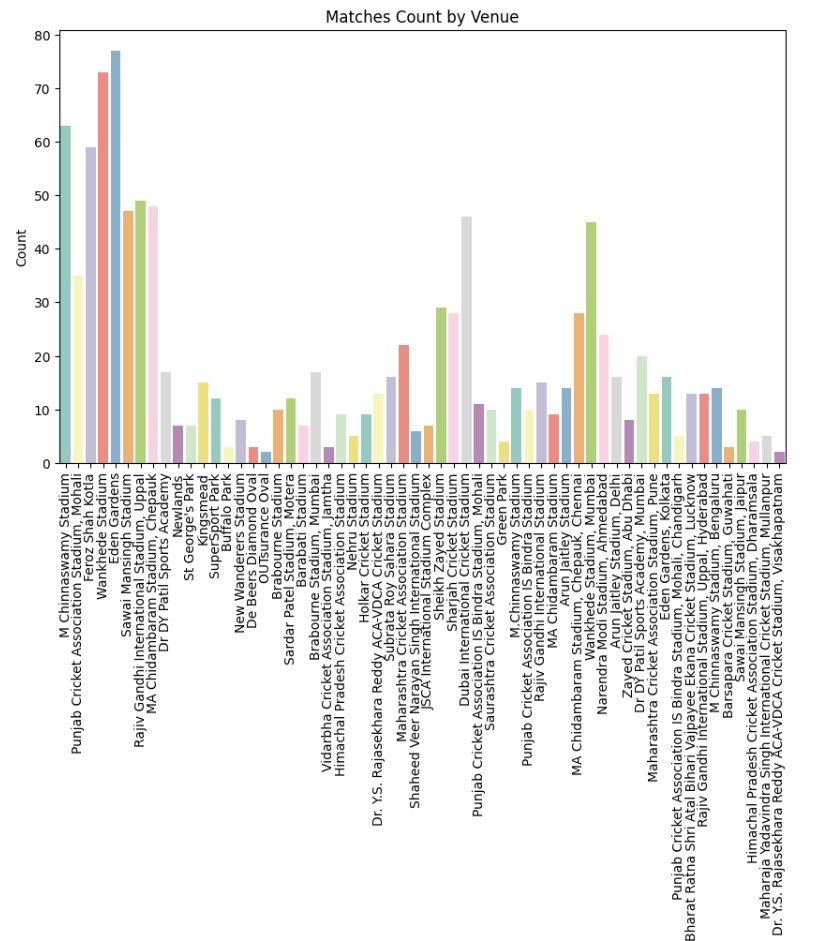 Matches Count by Venue
80
70
60
50
40
30
20
10
0
Count
M Chinnaswamy Stadium
Punjab Cricket Association Stadium, Mohali
Feroz Shah Kotla
Wankhede Stadium
Eden Gardens
Sawai Mansingh Stadium
Rajiv Gandhi International Stadium, Uppal
MA Chidambaram Stadium, Chepauk
Dr DY Patil Sports Academy
Newlands
St George's Park
Kingsmead
SuperSport Park
Buffalo Park
New Wanderers Stadium
De Beers Diamond Oval
OUTsurance Oval
Brabourne Stadium
Sardar Patel Stadium, Motera
Barabati Stadium
Brabourne Stadium, Mumbai
Vidarbha Cricket Association Stadium, Jamtha
Himachal Pradesh Cricket Association Stadium
Nehru Stadium
Holkar Cricket Stadium
Dr. Y.S. Rajasekhara Reddy ACA-VDCA Cricket Stadium
Subrata Roy Sahara Stadium
Maharashtra Cricket Association Stadium
Shaheed Veer Narayan Singh International Stadium
JSCA International Stadium Complex
Sheikh Zayed Stadium
Sharjah Cricket Stadium
Dubai International Cricket Stadium
Punjab Cricket Association IS Bindra Stadium, Mohali
Saurashtra Cricket Association Stadium
Green Park
M.Chinnaswamy Stadium
Punjab Cricket Association IS Bindra Stadium
Rajiv Gandhi International Stadium
MA Chidambaram Stadium
Arun Jaitley Stadium
MA Chidambaram Stadium, Chepauk, Chennai
Wankhede Stadium, Mumbai
Narendra Modi Stadium, Ahmedabad
Arun Jaitley Stadium, Delhi
Zayed Cricket Stadium, Abu Dhabi
Dr DY Patil Sports Academy, Mumbai
Maharashtra Cricket Association Stadium, Pune
Eden Gardens, Kolkata
Punjab Cricket Association IS Bindra Stadium, Mohali, Chandigarh
Bharat Ratna Shri Atal Bihari Vajpayee Ekana Cricket Stadium, Lucknow
Rajiv Gandhi International Stadium, Uppal, Hyderabad
M Chinnaswamy Stadium, Bengaluru
Barsapara Cricket Stadium, Guwahati
Sawai Mansingh Stadium, Jaipur
Himachal Pradesh Cricket Association Stadium, Dharamsala
Maharaja Yadavindra Singh International Cricket Stadium, Mullanpur
Dr. Y.S. Rajasekhara Reddy ACA-VDCA Cricket Stadium, Visakhapatnam